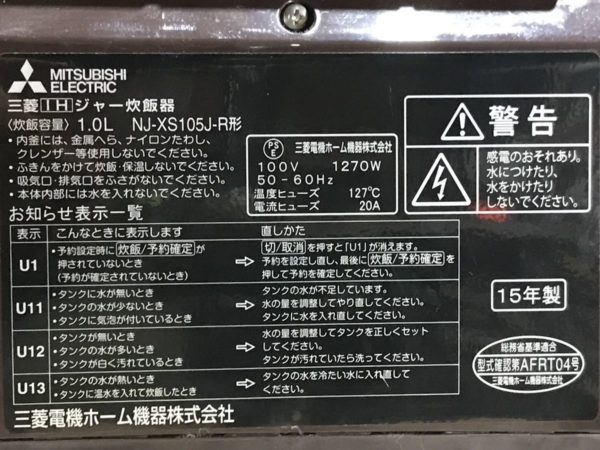 MITSUBISHI
ELECTRIC
三菱IHジャー炊飯器
〈炊飯容量〉 1.0L NJ-XS105J-R形
・内釜には、金属へら、ナイロンたわし、
クレンザー等使用しないでください。
・ふきんをかけて炊飯・保温しないでください。
・吸気口・排気口をふさがないでください。
・本体内部には水を入れないでください。
PS
E
三菱電機ホーム機器株式会社
100V 1270W
50-60Hz
温度ヒューズ 127℃
電流ヒューズ 20A
警告
感電のおそれあり。
水につけたり、
水をかけたり
しないでください。
お知らせ表示一覧
表示 こんなときに表示します 直しかた
U1
・予約設定時に炊飯/予約確定が
押されていないとき
(予約が確定されていないとき)
⇨
切/取消を押すと「U1」が消えます。
予約を設定し直し、最後に炊飯/予約確定を
押して予約を確定してください。
U11
・タンクに水が無いとき
・タンクの水が少ないとき
・タンクに気泡が付いているとき
⇨
タンクの水が不足しています。
水の量を調整してやり直してください。
タンクに水を入れ直してください。
U12
・タンクが無いとき
・タンクの水が多いとき
・タンクが白く汚れているとき
⇨
水の量を調整してタンクを正しくセット
してください。
タンクが汚れていたら洗ってください。
U13
・タンクの水が熱いとき
・タンクに温水を入れて炊飯したとき
⇨
タンクの水を冷たい水に入れ直して
ください。
15年製
総務省基準適合
型式確認第AFRT04号
三菱電機ホーム機器株式会社